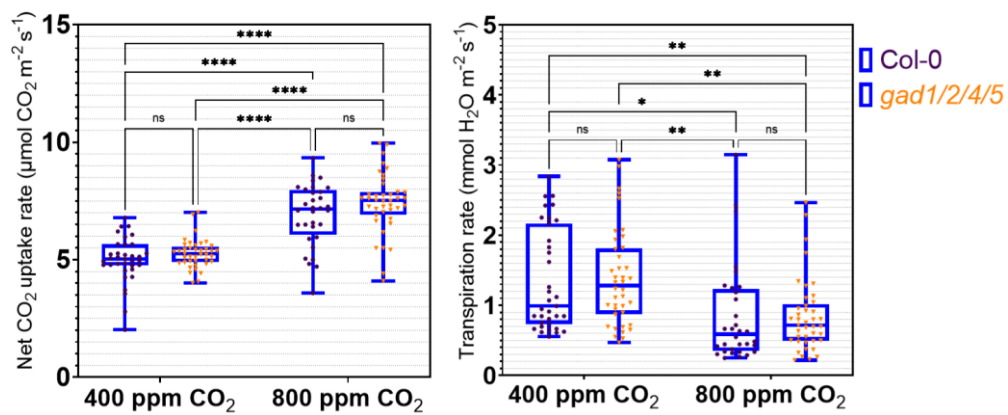 Net CO₂ uptake rate (µmol CO₂ m⁻² s⁻¹)
15
10
5
0
****
****
****
ns
****
ns
400 ppm CO₂
800 ppm CO₂
Transpiration rate (mmol H₂O m⁻² s⁻¹)
5
4
3
2
1
0
**
**
*
ns
**
ns
400 ppm CO₂
800 ppm CO₂
Col-0
gad1/2/4/5